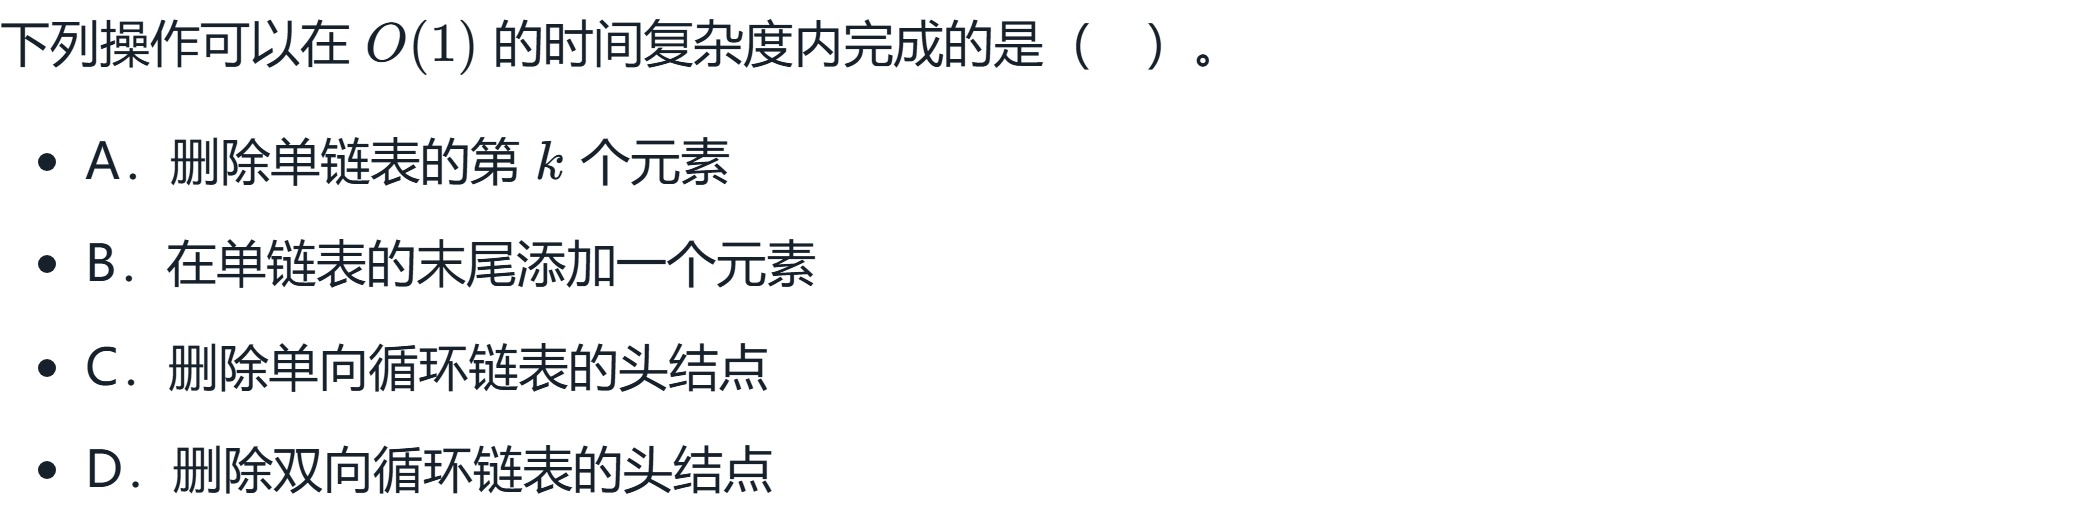 下列操作可以在 O(1) 的时间复杂度内完成的是（ ）。
• A. 删除单链表的第 k 个元素
• B. 在单链表的末尾添加一个元素
• C. 删除单向循环链表的头结点
• D. 删除双向循环链表的头结点